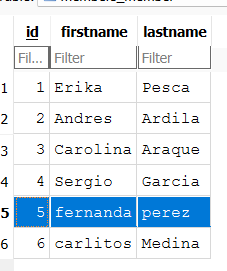 id firstname lastname
Fil... Filter Filter
1 1 Erika Pesca
2 2 Andres Ardila
3 3 Carolina Araque
4 4 Sergio Garcia
5 5 fernanda perez
6 6 carlitos Medina